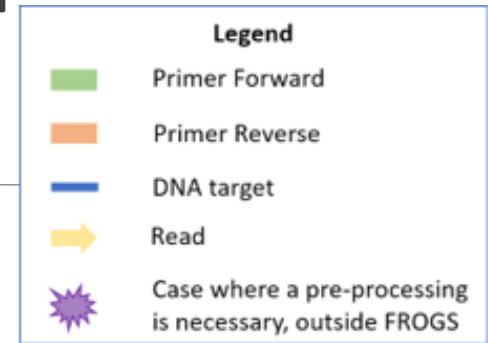 Legend
Primer Forward
Primer Reverse
DNA target
Read
Case where a pre-processing
is necessary, outside FROGS